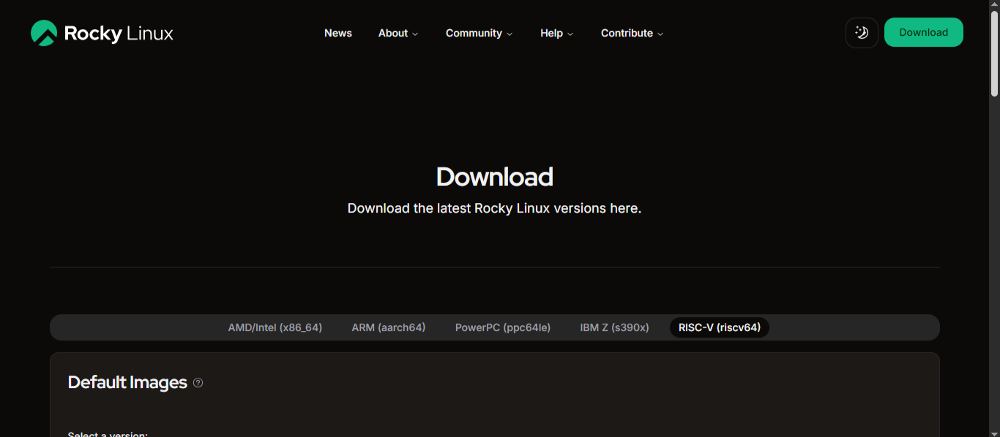 Rocky Linux
News About Community Help Contribute
Download
Download
Download the latest Rocky Linux versions here.
AMD/Intel (x86_64) ARM (aarch64) PowerPC (ppc64le) IBM Z (s390x) RISC-V (riscv64)
Default Images ?
Select a version: